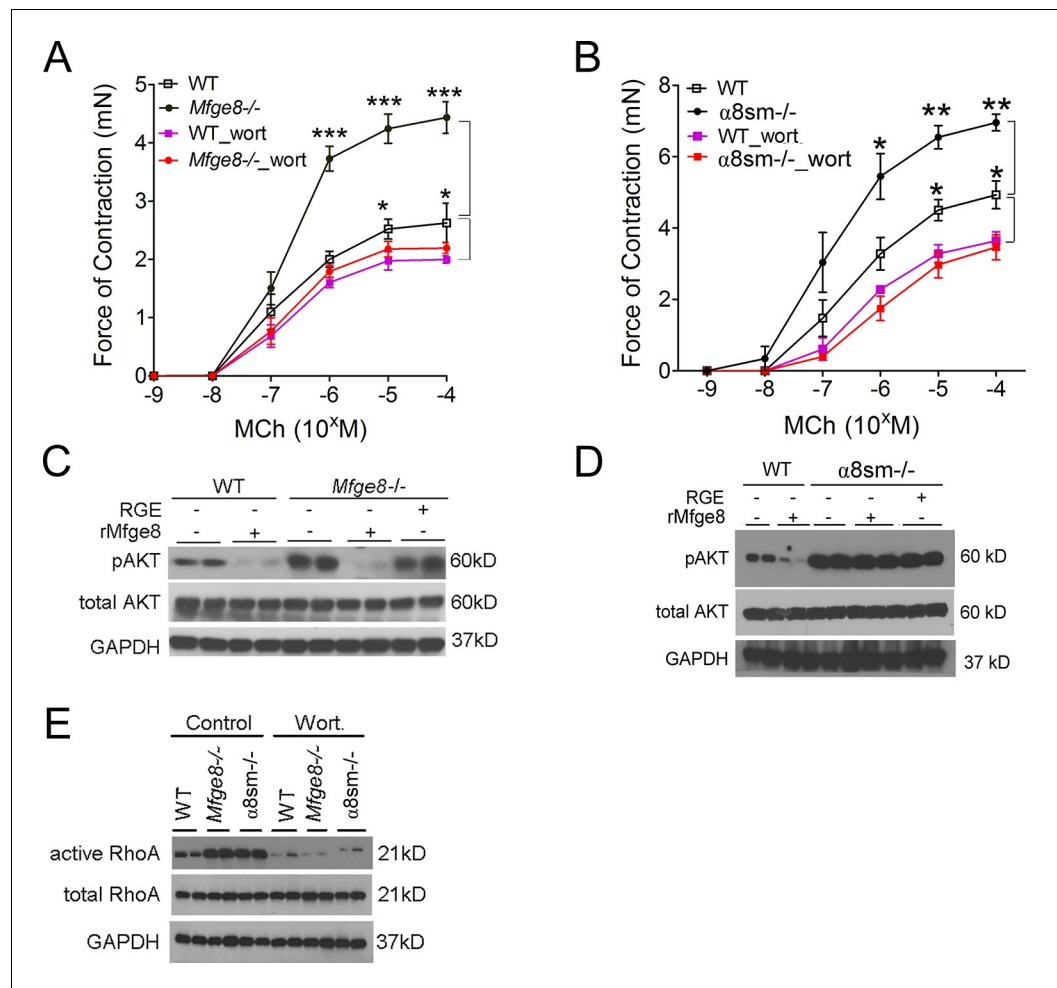 A
B
WT
Mfge8-/-
WT_wort
Mfge8-/-_wort
*** *** ***
* *
Force of Contraction (mN)
5
4
3
2
1
0
-9 -8 -7 -6 -5 -4
MCh (10ˣM)
WT
α8sm-/-
WT_wort.
α8sm-/-_wort
* ** **
* *
Force of Contraction (mN)
8
6
4
2
0
-9 -8 -7 -6 -5 -4
MCh (10ˣM)
C
WT Mfge8-/-
RGE - - - - +
rMfge8 - + - + -
pAKT 60kD
total AKT 60kD
GAPDH 37kD
D
WT α8sm-/-
RGE - - - - +
rMfge8 - + - + -
pAKT 60 kD
total AKT 60 kD
GAPDH 37 kD
E
Control Wort.
WT Mfge8-/- α8sm-/- WT Mfge8-/- α8sm-/-
active RhoA 21kD
total RhoA 21kD
GAPDH 37kD